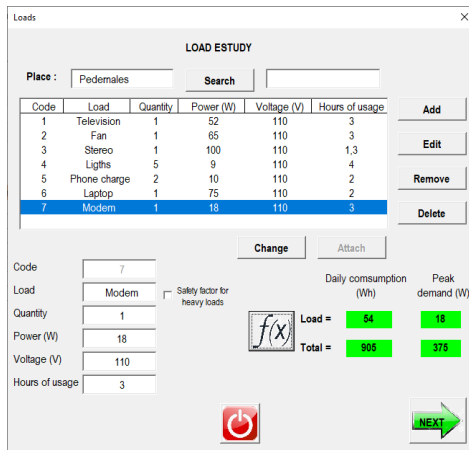 Loads
LOAD ESTUDY
Place : Pedernales Search
Code Load Quantity Power (W) Voltage (V) Hours of usage
1 Television 1 52 110 3
2 Fan 1 65 110 3
3 Stereo 1 100 110 1,3
4 Ligths 5 9 110 4
5 Phone charge 2 10 110 2
6 Laptop 1 75 110 2
7 Modem 1 18 110 3
Add
Edit
Remove
Delete
Change Attach
Code 7
Load Modem
Quantity 1
Power (W) 18
Voltage (V) 110
Hours of usage 3
Safety factor for
heavy loads
f(x)
Daily comsumption
(Wh)
Peak
demand (W)
Load = 54 18
Total = 905 375
NEXT